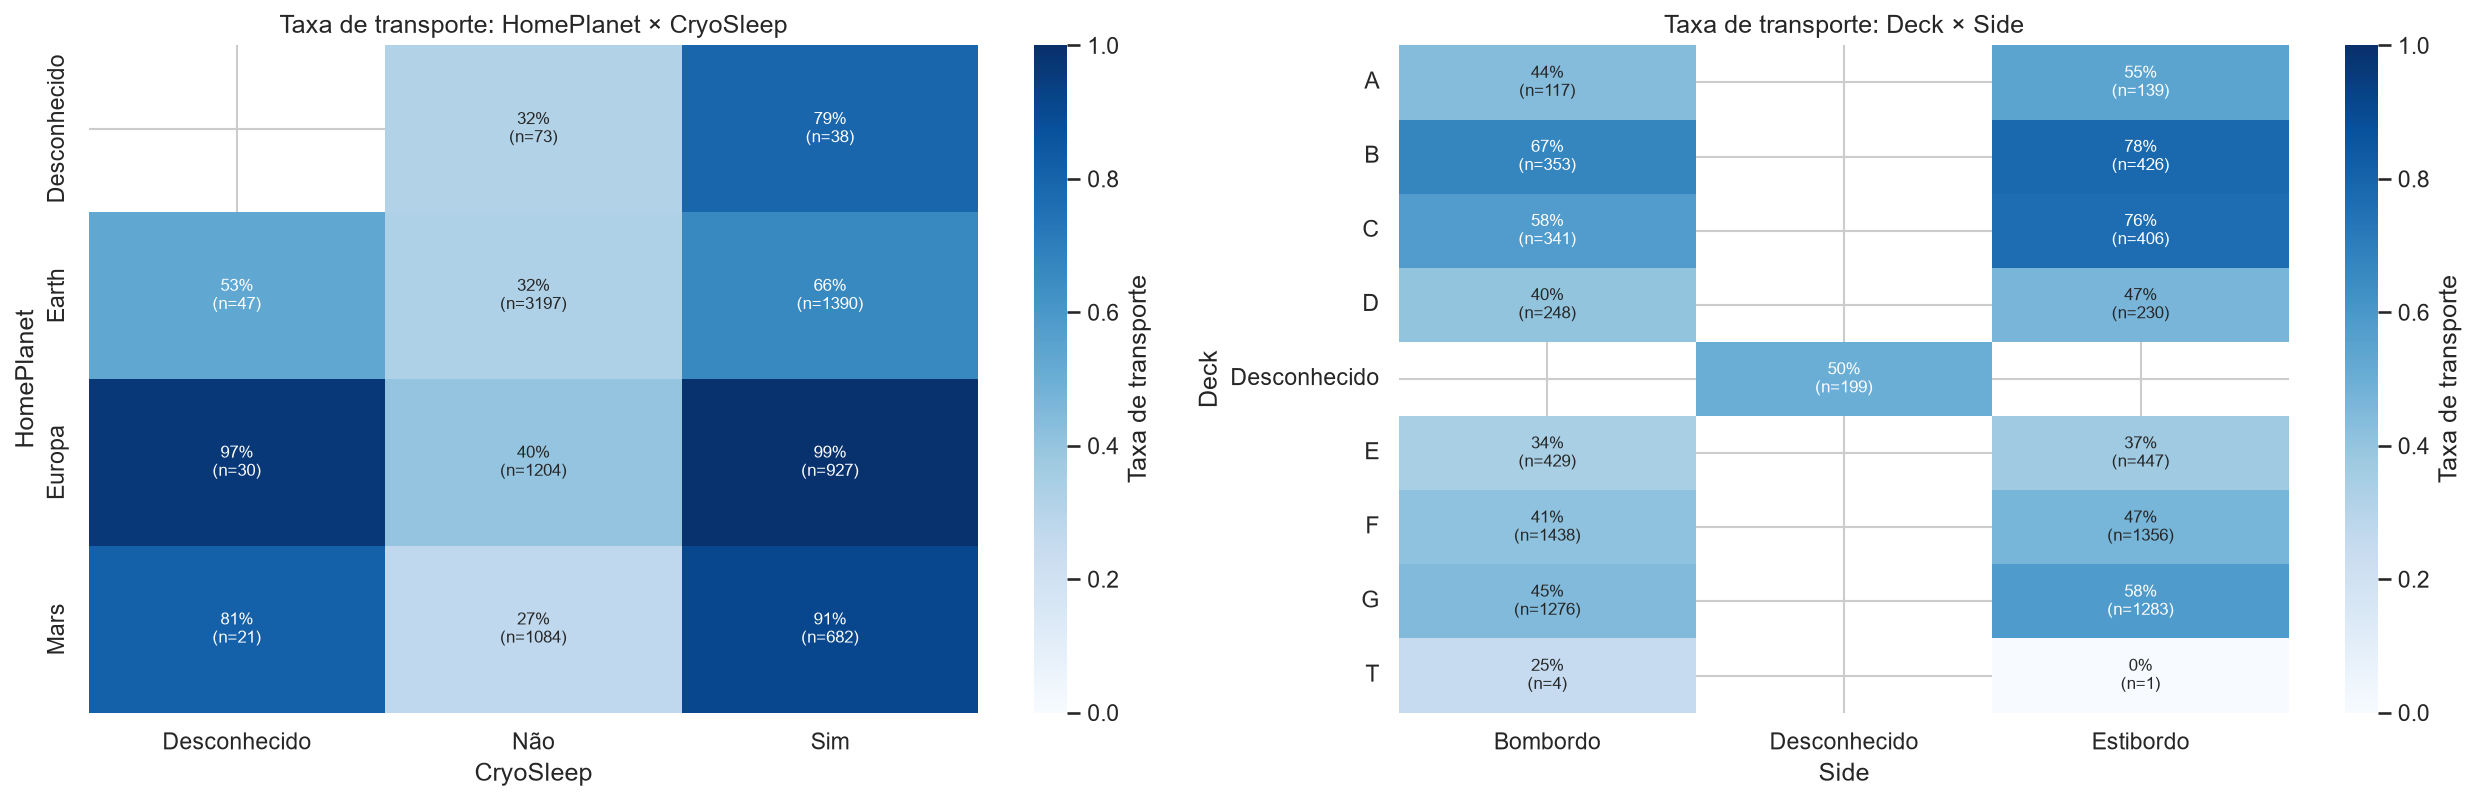 Taxa de transporte: HomePlanet × CryoSleep
HomePlanet
Desconhecido
32%
(n=73)
79%
(n=38)
Earth
53%
(n=47)
32%
(n=3197)
66%
(n=1390)
Europa
97%
(n=30)
40%
(n=1204)
99%
(n=927)
Mars
81%
(n=21)
27%
(n=1084)
91%
(n=682)
Desconhecido
Não
Sim
CryoSleep
1.0
0.8
0.6
0.4
0.2
0.0
Taxa de transporte
Taxa de transporte: Deck × Side
Deck
A
44%
(n=117)
55%
(n=139)
B
67%
(n=353)
78%
(n=426)
C
58%
(n=341)
76%
(n=406)
D
40%
(n=248)
47%
(n=230)
Desconhecido
50%
(n=199)
E
34%
(n=429)
37%
(n=447)
F
41%
(n=1438)
47%
(n=1356)
G
45%
(n=1276)
58%
(n=1283)
T
25%
(n=4)
0%
(n=1)
Bombordo
Desconhecido
Estibordo
Side
1.0
0.8
0.6
0.4
0.2
0.0
Taxa de transporte